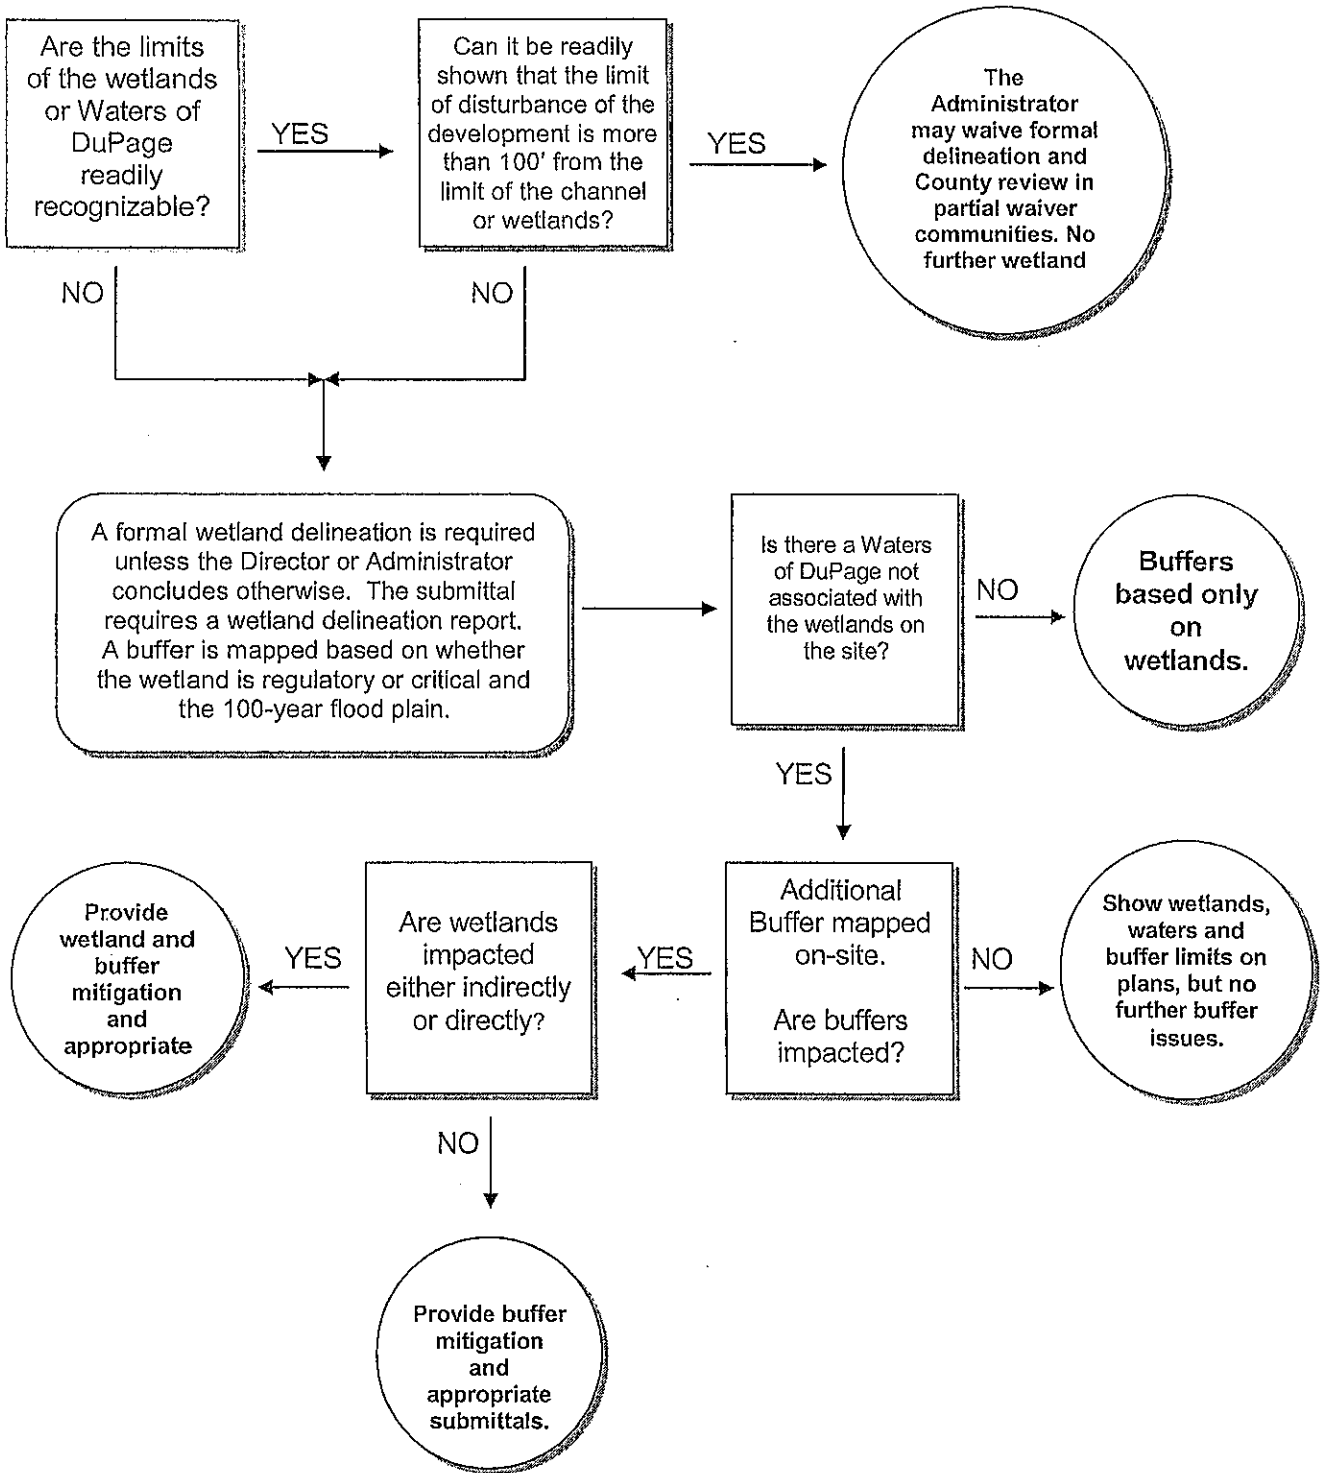 Are the limits
of the wetlands
or Waters of
DuPage
readily
recognizable?
YES
Can it be readily
shown that the limit
of disturbance of the
development is more
than 100' from the
limit of the channel
or wetlands?
YES
The
Administrator
may waive formal
delineation and
County review in
partial waiver
communities. No
further wetland
NO
NO
A formal wetland delineation is required
unless the Director or Administrator
concludes otherwise. The submittal
requires a wetland delineation report.
A buffer is mapped based on whether
the wetland is regulatory or critical and
the 100-year flood plain.
Is there a Waters
of DuPage not
associated with
the wetlands on
the site?
NO
Buffers
based only
on
wetlands.
YES
Provide
wetland and
buffer
mitigation
and
appropriate
YES
Are wetlands
impacted
either indirectly
or directly?
YES
Additional
Buffer mapped
on-site.
Are buffers
impacted?
NO
Show wetlands,
waters and
buffer limits on
plans, but no
further buffer
issues.
NO
Provide buffer
mitigation
and
appropriate
submittals.